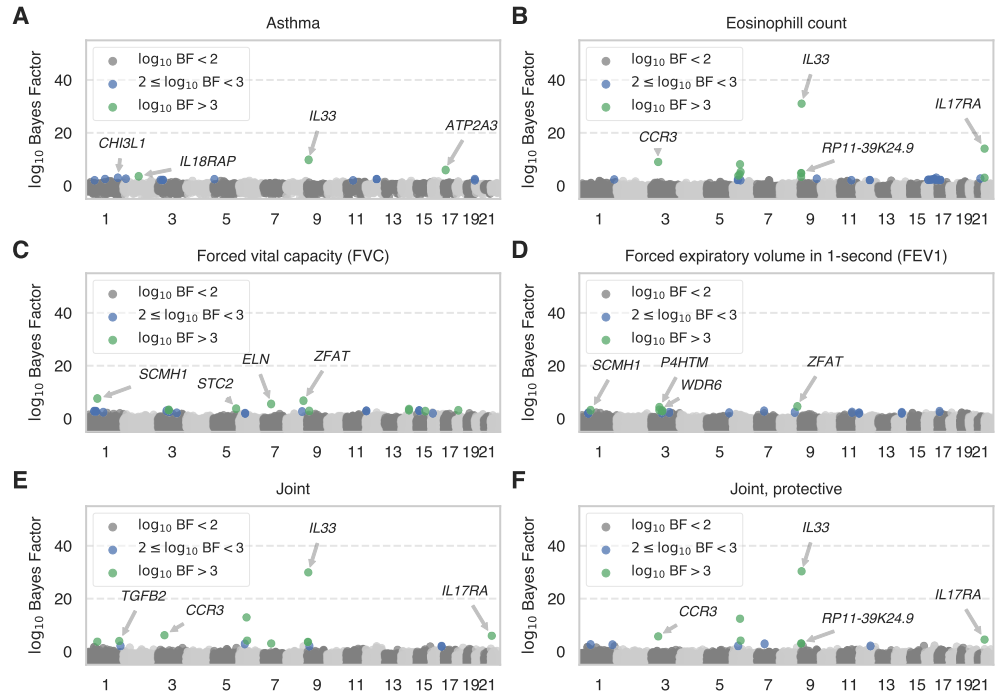 A
Asthma
log10 Bayes Factor
40
20
0
log10 BF < 2
2 ≤ log10 BF < 3
log10 BF > 3
CHI3L1
IL18RAP
IL33
ATP2A3
1 3 5 7 9 11 13 15 17 19 21
B
Eosinophill count
log10 Bayes Factor
40
20
0
log10 BF < 2
2 ≤ log10 BF < 3
log10 BF > 3
IL33
IL17RA
CCR3
RP11-39K24.9
1 3 5 7 9 11 13 15 17 19 21
C
Forced vital capacity (FVC)
log10 Bayes Factor
40
20
0
log10 BF < 2
2 ≤ log10 BF < 3
log10 BF > 3
SCMH1
STC2
ELN
ZFAT
1 3 5 7 9 11 13 15 17 19 21
D
Forced expiratory volume in 1-second (FEV1)
log10 Bayes Factor
40
20
0
log10 BF < 2
2 ≤ log10 BF < 3
log10 BF > 3
SCMH1
P4HTM
WDR6
ZFAT
1 3 5 7 9 11 13 15 17 19 21
E
Joint
log10 Bayes Factor
40
20
0
log10 BF < 2
2 ≤ log10 BF < 3
log10 BF > 3
TGFB2
CCR3
IL33
IL17RA
1 3 5 7 9 11 13 15 17 19 21
F
Joint, protective
log10 Bayes Factor
40
20
0
log10 BF < 2
2 ≤ log10 BF < 3
log10 BF > 3
IL33
IL17RA
CCR3
RP11-39K24.9
1 3 5 7 9 11 13 15 17 19 21